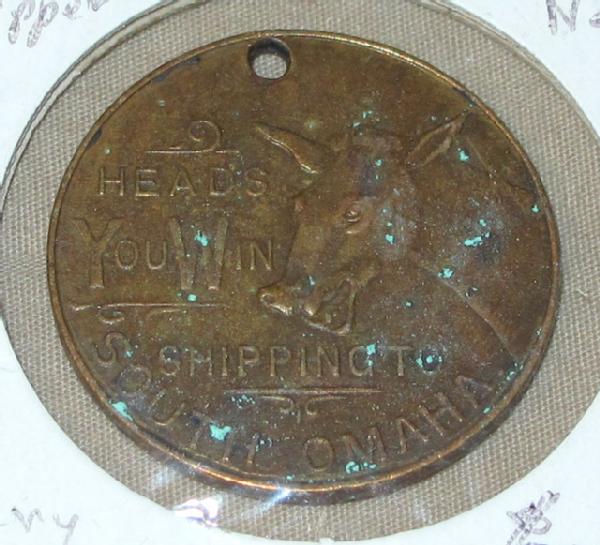 HEADS
YOU WIN
SHIPPING TO
SOUTH OMAHA